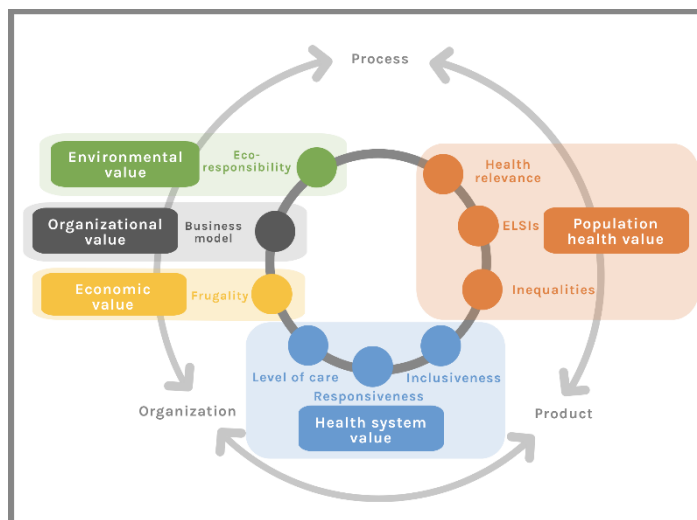 Process
Environmental
value
Eco-
responsibility
Health
relevance
Organizational
value
Business
model
ELSIs
Population
health value
Economic
value
Frugality
Inequalities
Level of care
Inclusiveness
Responsiveness
Organization
Product
Health system
value